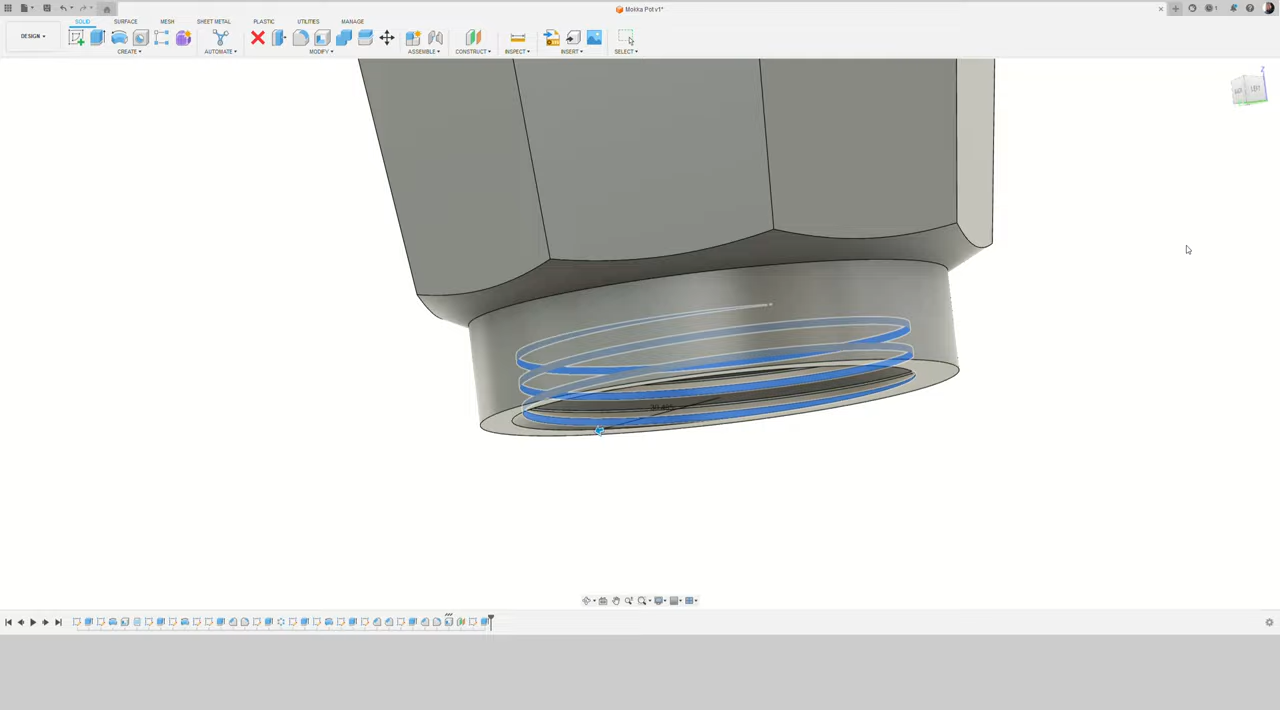 Mokka Pot v1*
DESIGN
SOLID SURFACE MESH SHEET METAL PLASTIC UTILITIES MANAGE
CREATE AUTOMATE MODIFY ASSEMBLE CONSTRUCT INSPECT INSERT SELECT
Z
LEFT